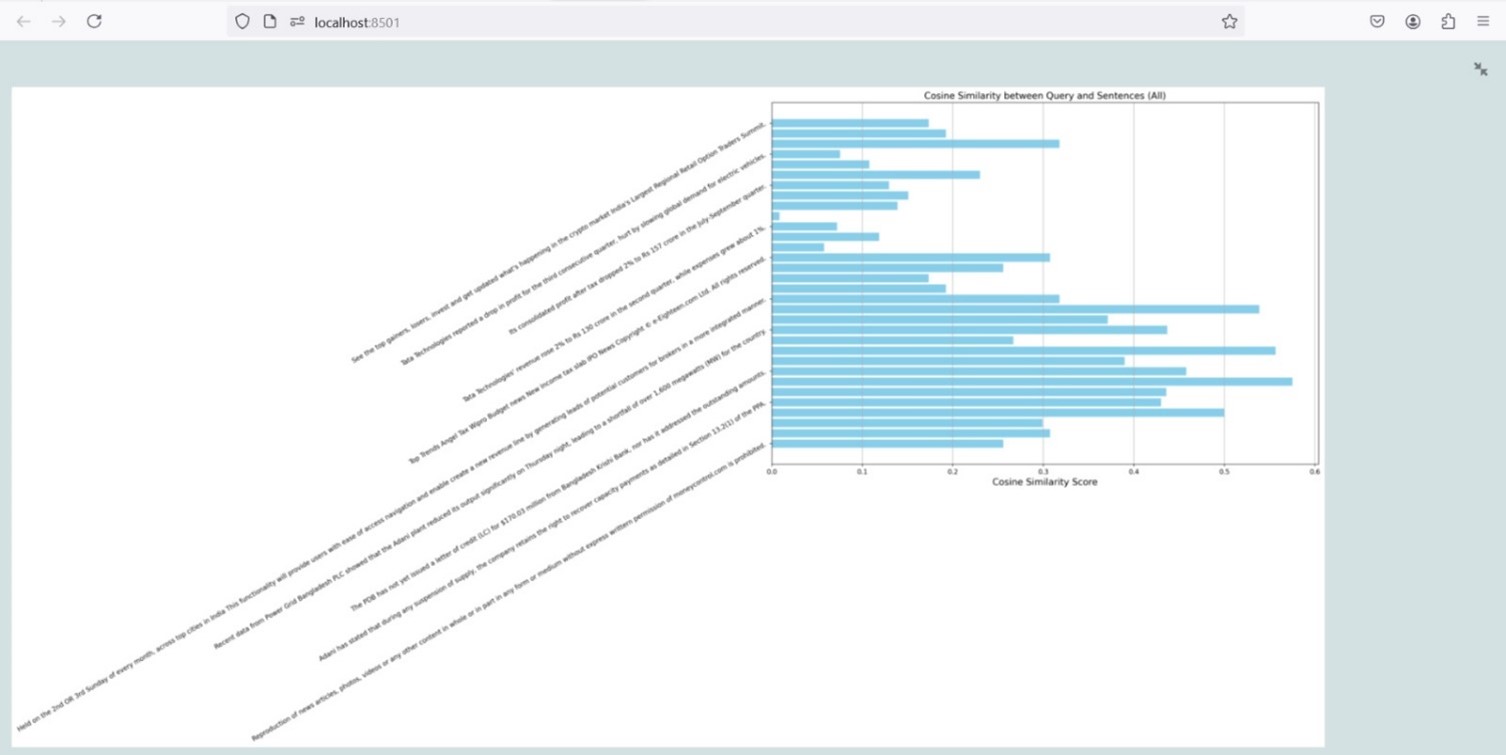 localhost:8501
Cosine Similarity between Query and Sentences (All)
See the top gainers, losers, invest and get updated what's happening in the crypto market India's Largest Regional Retail Option Traders Summit.
Tata Technologies reported a drop in profit for the third consecutive quarter, hurt by slowing global demand for electric vehicles.
Its consolidated profit after tax dropped 2% to Rs 157 crore in the July-September quarter.
Tata Technologies' revenue rose 2% to Rs 130 crore in the second quarter, while expenses grew about 1%.
Top Trends Angel Tax Wipro Budget news New income tax slab IPO News Copyright © e-Eighteen.com Ltd. All rights reserved.
Held on the 2nd OR 3rd Sunday of every month, across top cities in India This functionality will provide users with ease of access navigation and enable create a new revenue line by generating leads of potential customers for brokers in a more integrated manner.
Recent data from Power Grid Bangladesh PLC showed that the Adani plant reduced its output significantly on Thursday night, leading to a shortfall of over 1,600 megawatts (MW) for the country.
The PDB has not yet issued a letter of credit (LC) for $170.03 million from Bangladesh Krishi Bank, nor has it addressed the outstanding amounts.
Adani has stated that during any suspension of supply, the company retains the right to recover capacity payments as detailed in Section 13.2(1) of the PPA.
Reproduction of news articles, photos, videos or any other content in whole or in part in any form or medium without express writtern permission of moneycontrol.com is prohibited.
0.0 0.1 0.2 0.3 0.4 0.5 0.6
Cosine Similarity Score